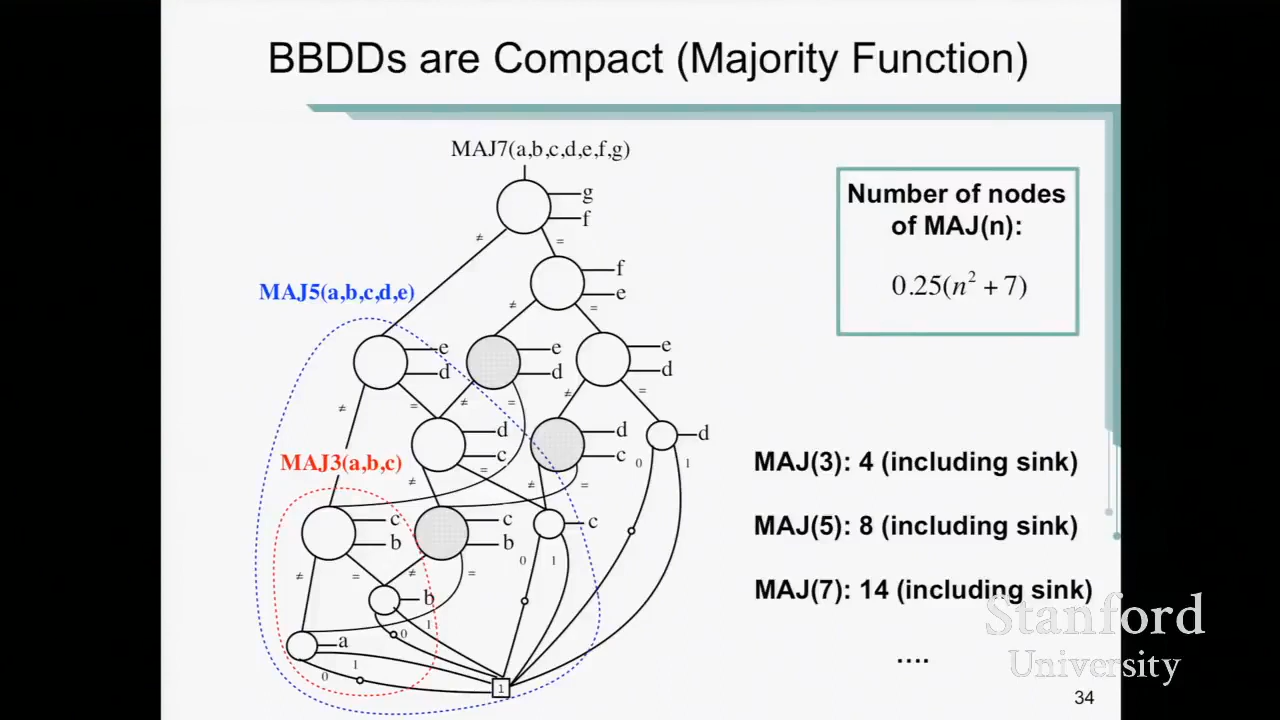 BBDDs are Compact (Majority Function)
MAJ7(a,b,c,d,e,f,g)
g
f
≠
=
f
e
≠
=
MAJ5(a,b,c,d,e)
e
d
e
d
e
d
≠
=
≠
=
≠
=
d
c
d
c
d
0
1
MAJ3(a,b,c)
≠
=
≠
=
c
b
c
b
c
0
1
≠
=
≠
=
b
0
1
a
0
1
1
Number of nodes
of MAJ(n):
0.25(n² + 7)
MAJ(3): 4 (including sink)
MAJ(5): 8 (including sink)
MAJ(7): 14 (including sink)
....
Stanford
University
34